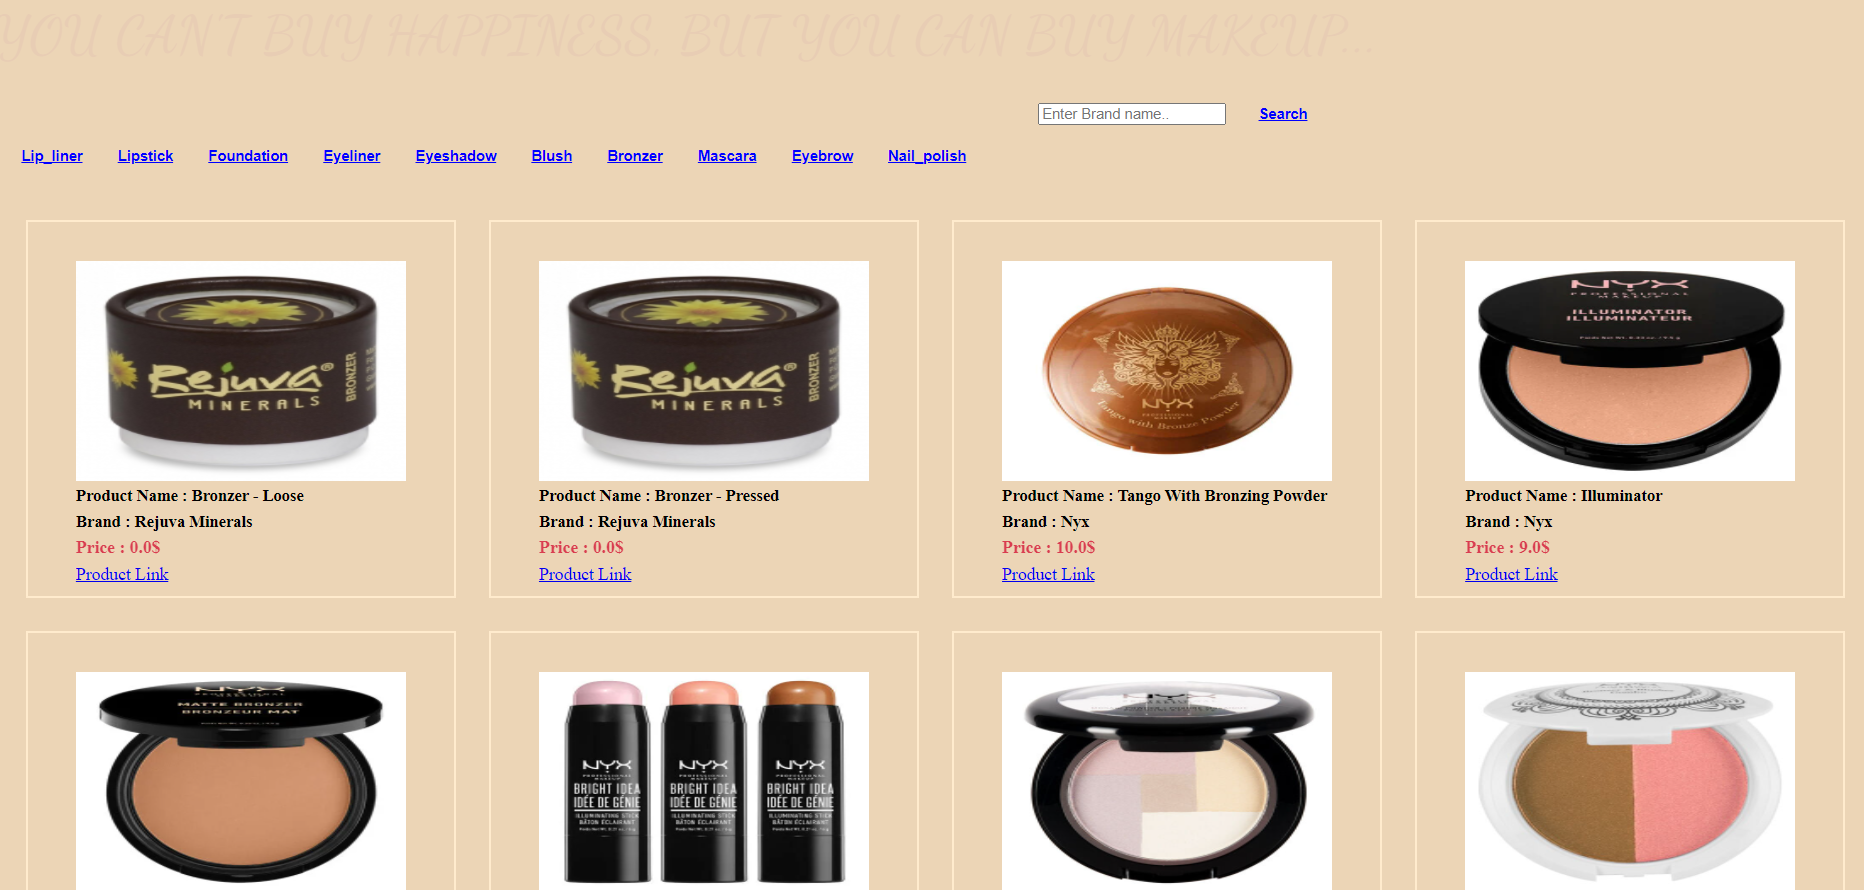 YOU CAN'T BUY HAPPINESS, BUT YOU CAN BUY MAKEUP...
Enter Brand name.. Search
Lip_liner Lipstick Foundation Eyeliner Eyeshadow Blush Bronzer Mascara Eyebrow Nail_polish
Rejuva®
MINERALS
BRONZER
Product Name : Bronzer - Loose
Brand : Rejuva Minerals
Price : 0.0$
Product Link
Rejuva®
MINERALS
BRONZER
Product Name : Bronzer - Pressed
Brand : Rejuva Minerals
Price : 0.0$
Product Link
NYX
PROFESSIONAL
MAKEUP
Tango with Bronze Powder
Product Name : Tango With Bronzing Powder
Brand : Nyx
Price : 10.0$
Product Link
NYX
PROFESSIONAL
MAKEUP
ILLUMINATOR
ILLUMINATEUR
Product Name : Illuminator
Brand : Nyx
Price : 9.0$
Product Link
NYX
PROFESSIONAL
MAKEUP
MATTE BRONZER
BRONZEUR MAT
NYX
PROFESSIONAL
MAKEUP
BRIGHT IDEA
IDÉE DE GÉNIE
ILLUMINATING STICK
BÂTON ÉCLAIRANT
NYX
PROFESSIONAL
MAKEUP
BRIGHT IDEA
IDÉE DE GÉNIE
ILLUMINATING STICK
BÂTON ÉCLAIRANT
NYX
PROFESSIONAL
MAKEUP
BRIGHT IDEA
IDÉE DE GÉNIE
ILLUMINATING STICK
BÂTON ÉCLAIRANT
NYX